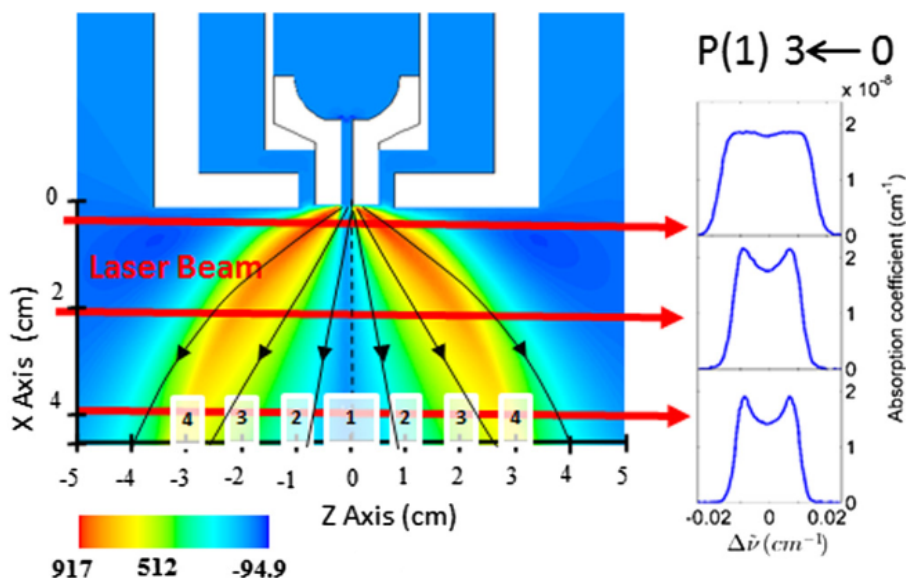 P(1) 3←0
x 10⁻⁸
2
1
0
2
1
0
2
1
0
-0.02 0 0.02
Δν̃ (cm⁻¹)
Absorption coefficient (cm⁻¹)
Laser Beam
0
2
4
X Axis (cm)
4 3 2 1 2 3 4
-5 -4 -3 -2 -1 0 1 2 3 4 5
Z Axis (cm)
917 512 -94.9